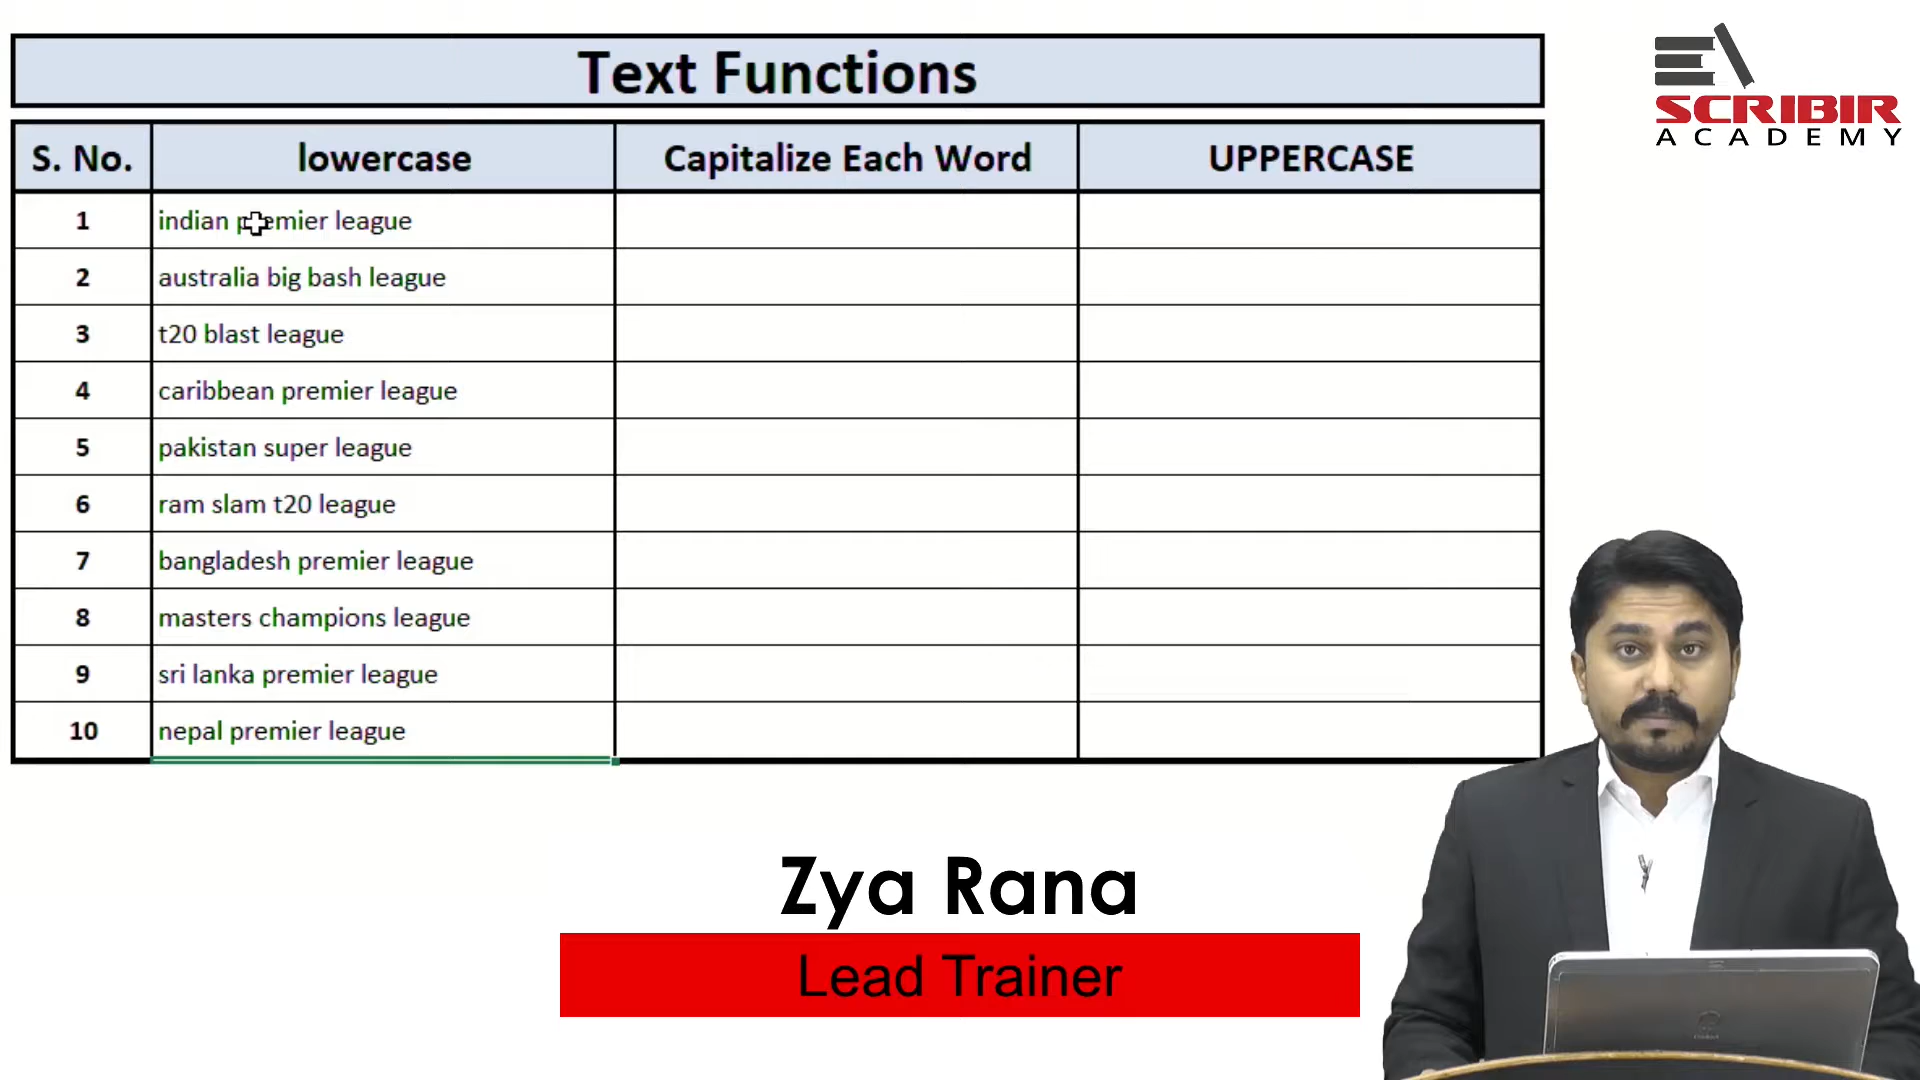 Text Functions
SCRIBIR
ACADEMY
S. No. lowercase Capitalize Each Word UPPERCASE
1 indian premier league
2 australia big bash league
3 t20 blast league
4 caribbean premier league
5 pakistan super league
6 ram slam t20 league
7 bangladesh premier league
8 masters champions league
9 sri lanka premier league
10 nepal premier league
Zya Rana
Lead Trainer